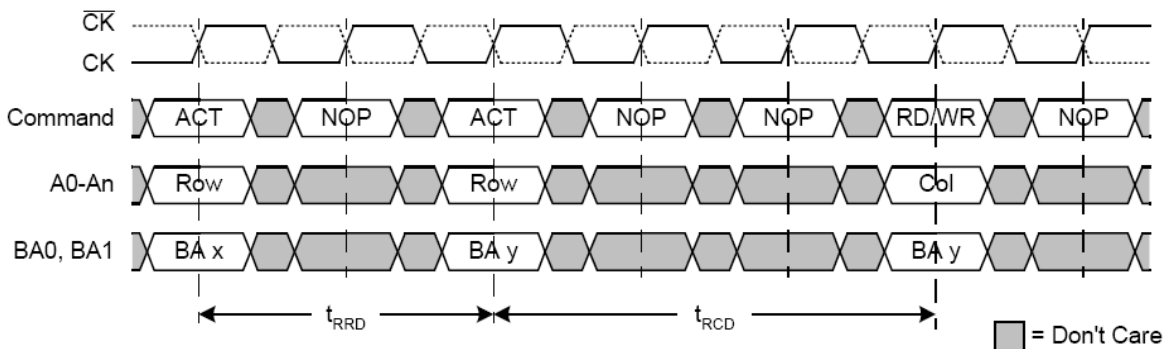 C̅K̅
CK
Command ACT NOP ACT NOP NOP RD/WR NOP
A0-An Row Row Col
BA0, BA1 BA x BA y BA y
tRRD tRCD
= Don't Care